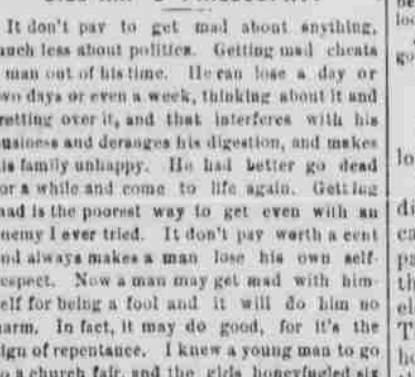 It don't pay to get mad about anything,
much less about politics. Getting mad cheats
a man out of his time. He can lose a day or
two days or even a week, thinking about it and
fretting over it, and that interferes with his
business and deranges his digestion, and makes
his family unhappy. He had better go dead
for a while and come to life again. Getting
mad is the poorest way to get even with an
enemy I ever tried. It don't pay worth a cent
and always makes a man lose his own self-
respect. Now a man may get mad with him-
self for being a fool and it will do him no
harm. In fact, it may do good, for it's the
sign of repentance. I knew a young man to go
to a church fair, and the girls honeyfugled six